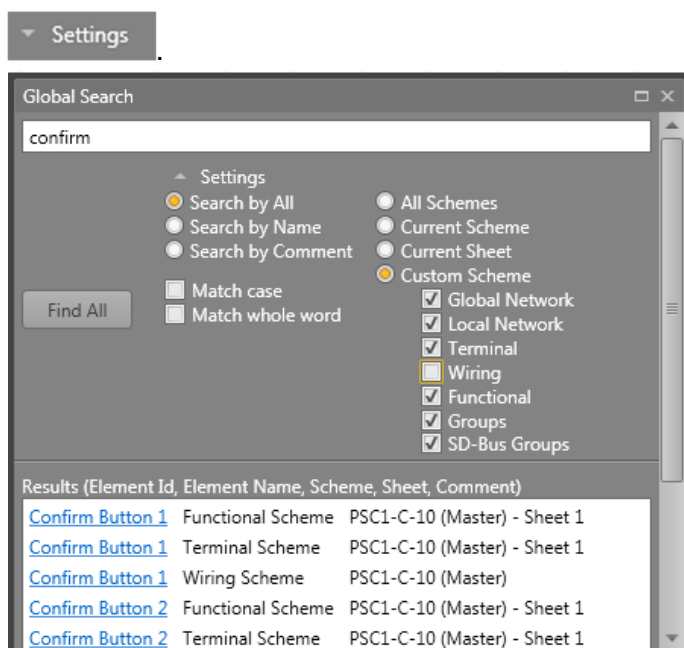 Settings
.
Global Search
confirm
Settings
Search by All All Schemes
Search by Name Current Scheme
Search by Comment Current Sheet
Custom Scheme
Match case Global Network
Find All Match whole word Local Network
Terminal
Wiring
Functional
Groups
SD-Bus Groups
Results (Element Id, Element Name, Scheme, Sheet, Comment)
Confirm Button 1 Functional Scheme PSC1-C-10 (Master) - Sheet 1
Confirm Button 1 Terminal Scheme PSC1-C-10 (Master) - Sheet 1
Confirm Button 1 Wiring Scheme PSC1-C-10 (Master)
Confirm Button 2 Functional Scheme PSC1-C-10 (Master) - Sheet 1
Confirm Button 2 Terminal Scheme PSC1-C-10 (Master) - Sheet 1